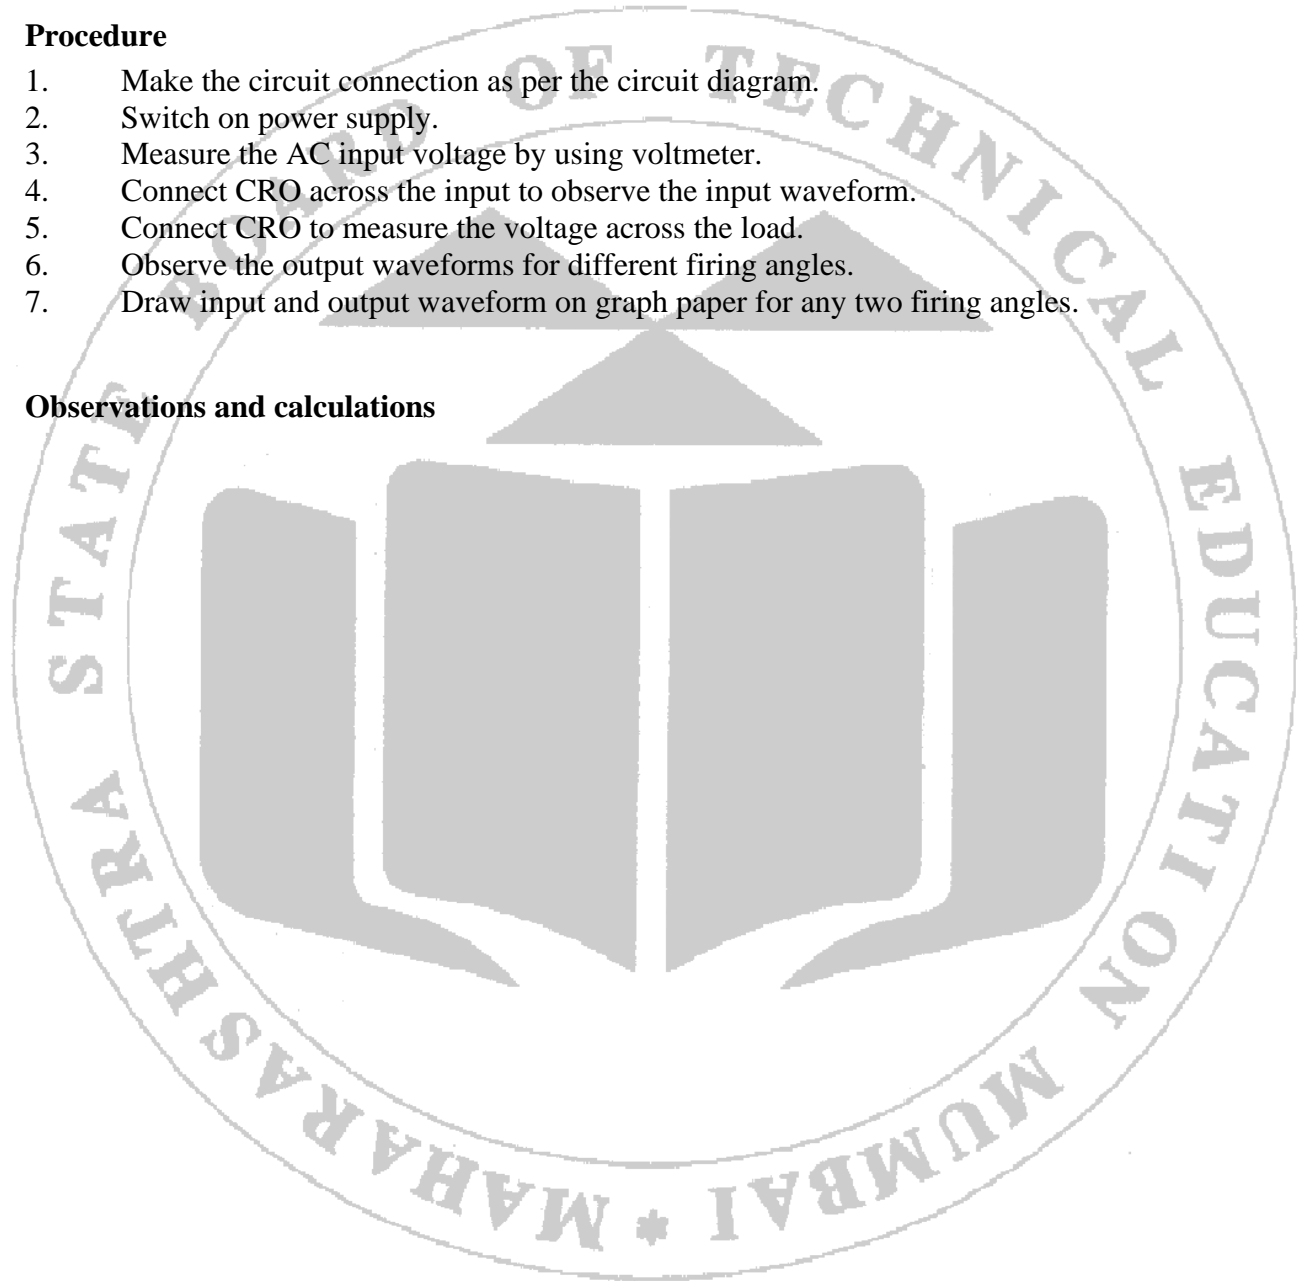 Procedure
1. Make the circuit connection as per the circuit diagram.
2. Switch on power supply.
3. Measure the AC input voltage by using voltmeter.
4. Connect CRO across the input to observe the input waveform.
5. Connect CRO to measure the voltage across the load.
6. Observe the output waveforms for different firing angles.
7. Draw input and output waveform on graph paper for any two firing angles.
Observations and calculations
MAHARASHTRA STATE BOARD OF TECHNICAL EDUCATION MUMBAI *